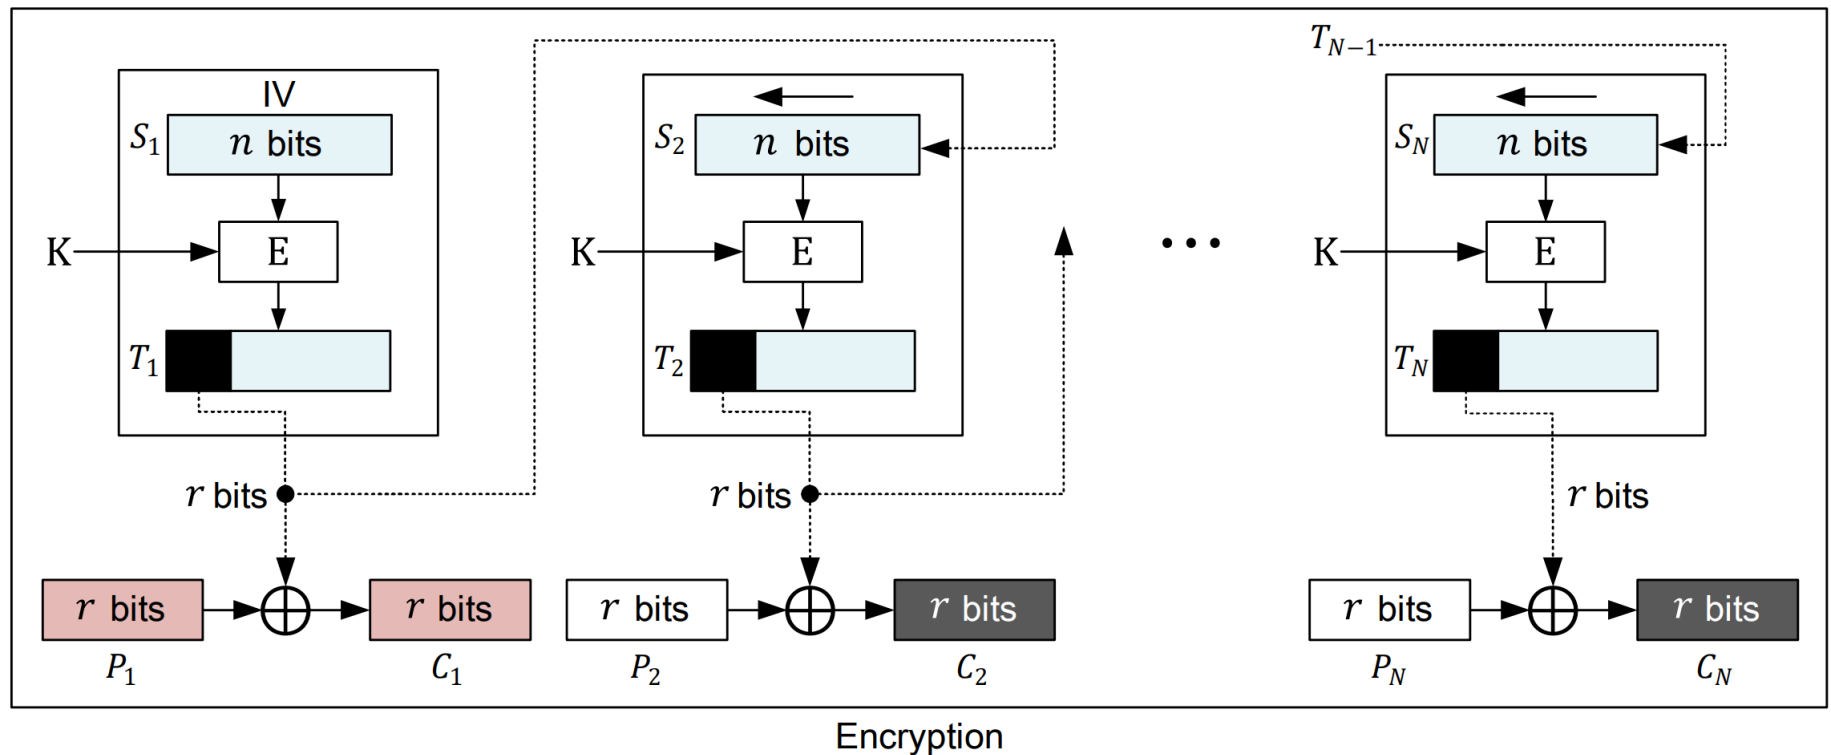 T_{N-1}
IV
S_1 n bits
S_2 n bits
S_N n bits
K E
K E
K E
...
T_1
T_2
T_N
r bits
r bits
r bits
r bits r bits
r bits r bits
r bits r bits
P_1 C_1
P_2 C_2
P_N C_N
Encryption